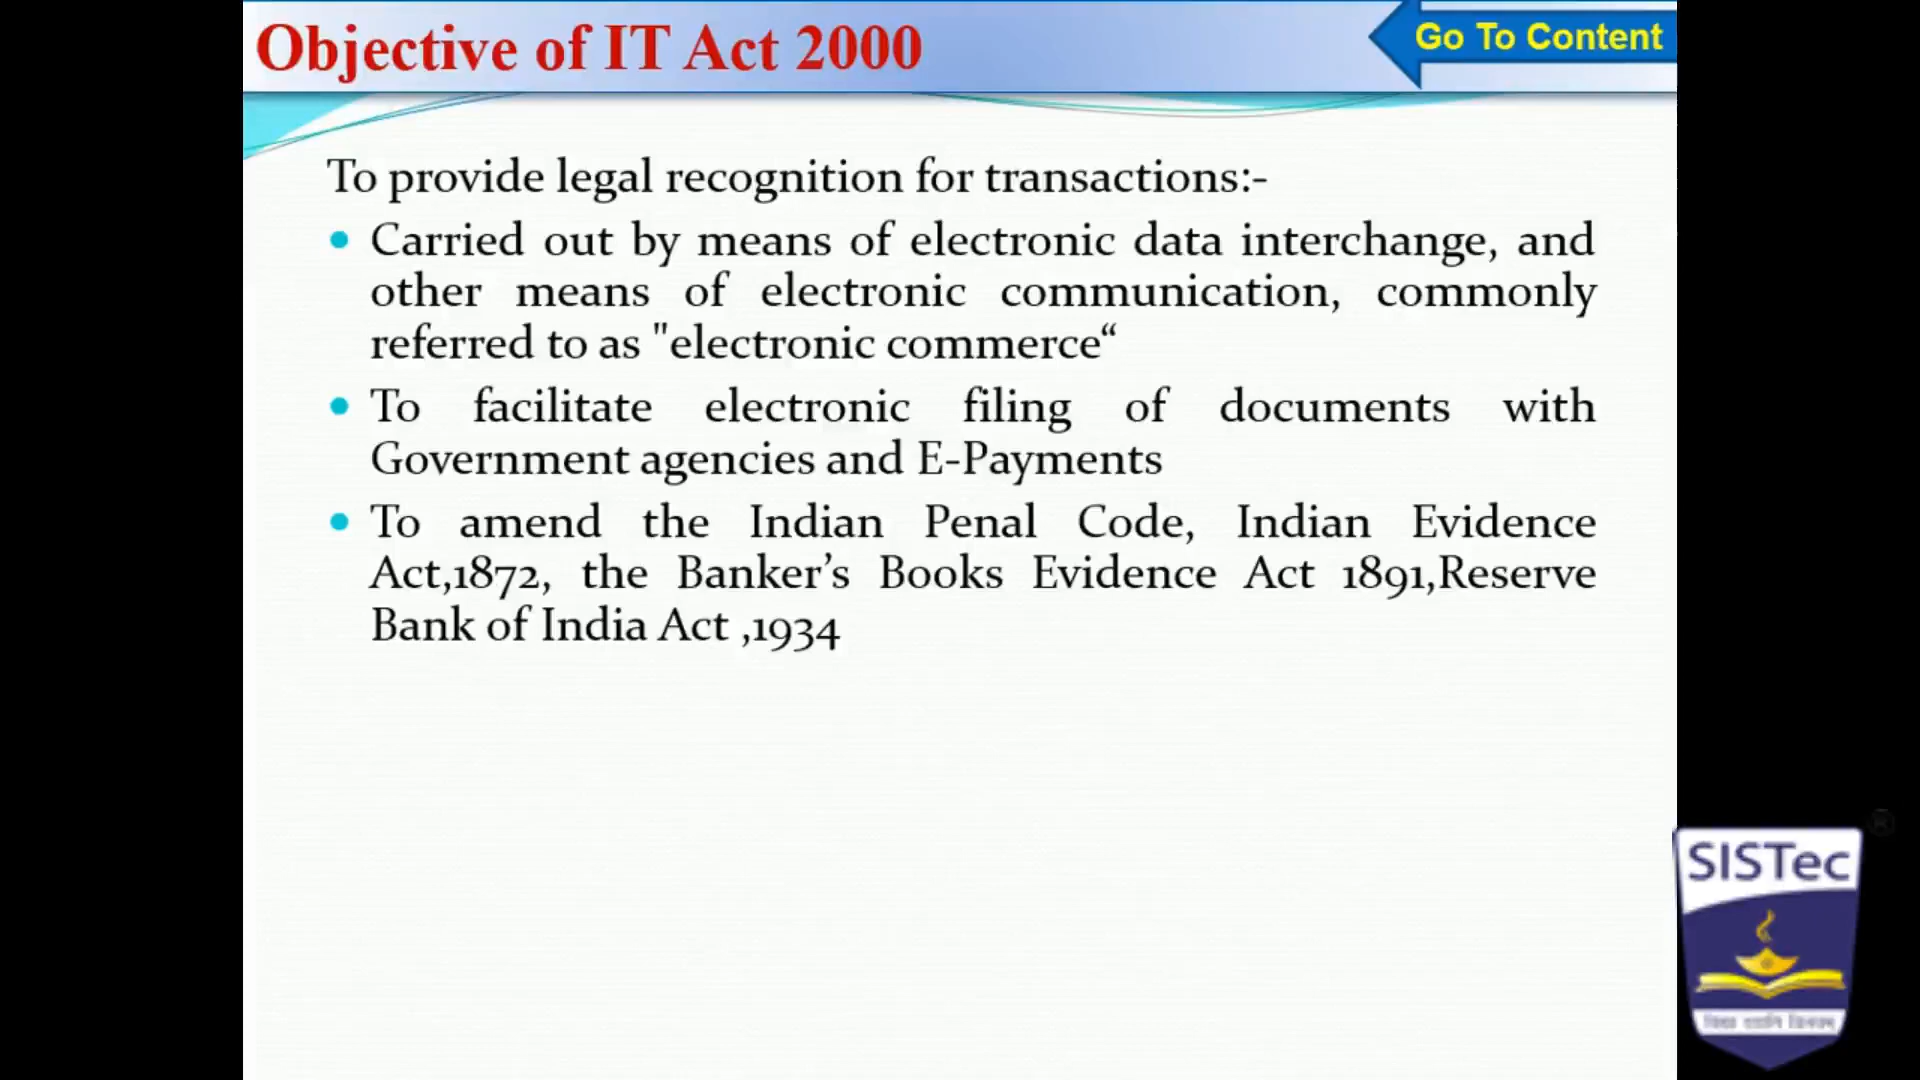 Objective of IT Act 2000
Go To Content
To provide legal recognition for transactions:-
Carried out by means of electronic data interchange, and
other means of electronic communication, commonly
referred to as "electronic commerce“
To facilitate electronic filing of documents with
Government agencies and E-Payments
To amend the Indian Penal Code, Indian Evidence
Act,1872, the Banker’s Books Evidence Act 1891,Reserve
Bank of India Act ,1934
SISTec